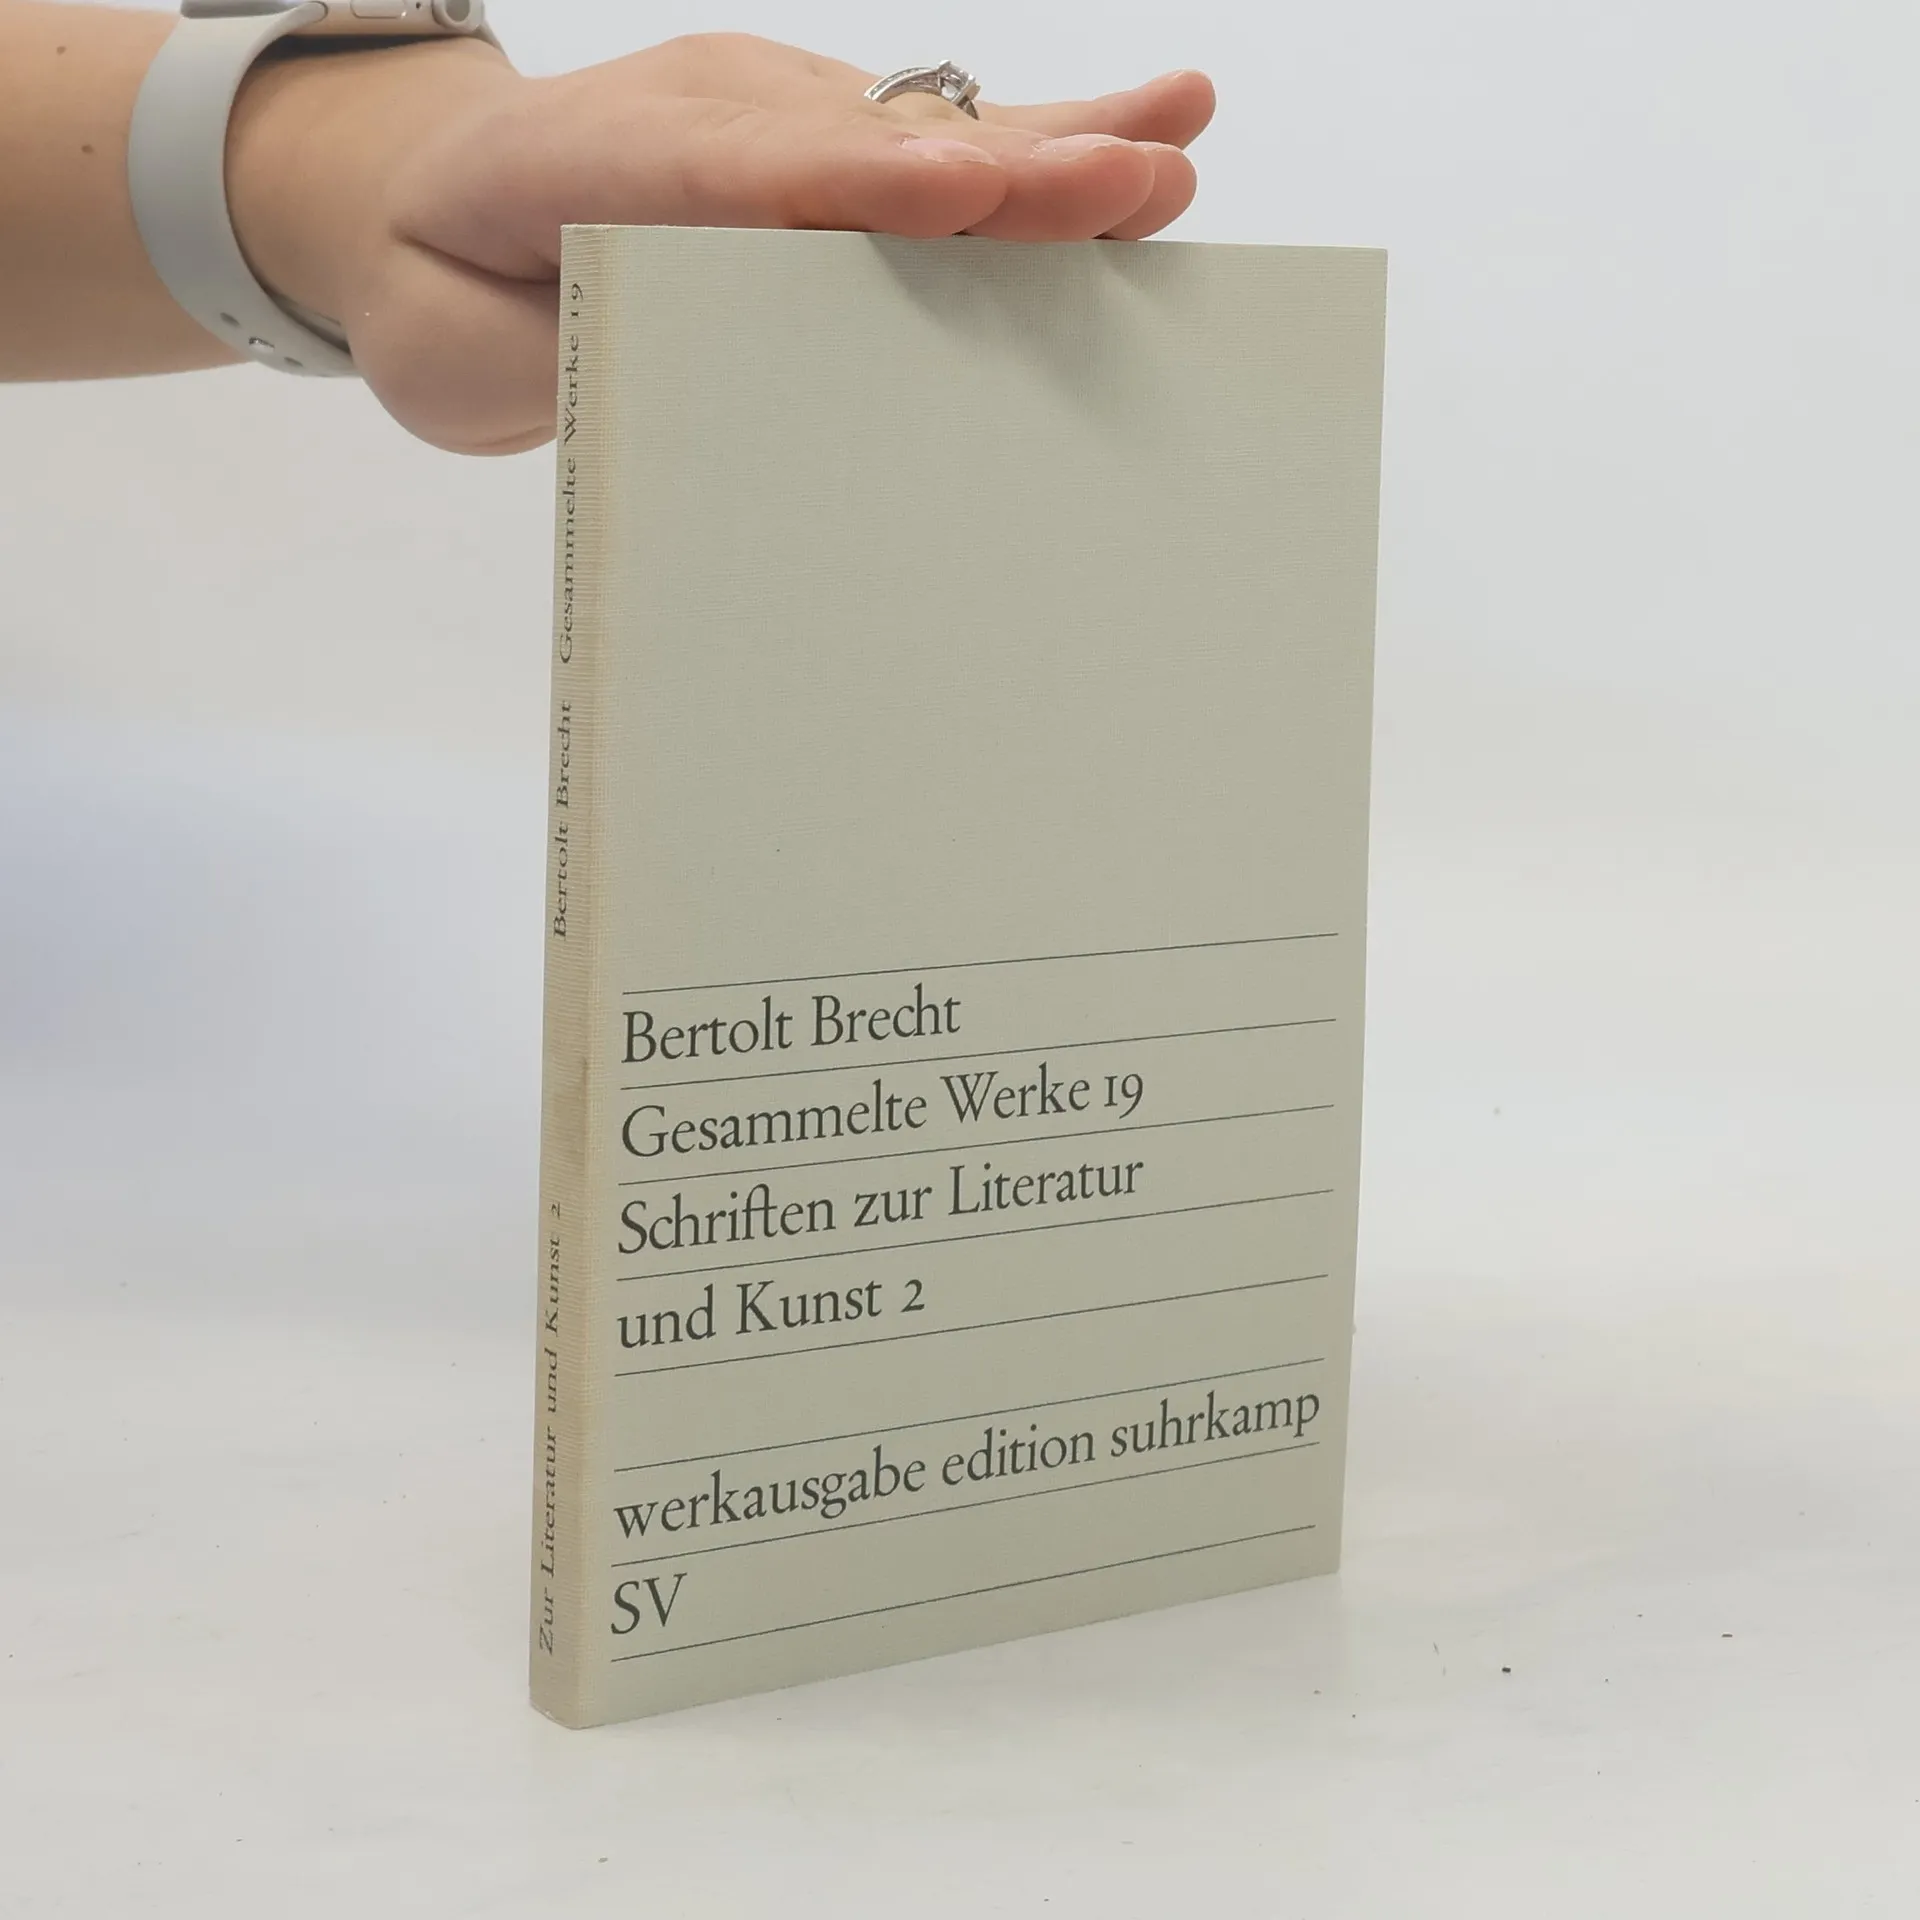 Bertolt Brecht
Gesammelte Werke 19
Schriften zur Literatur
und Kunst 2
werkausgabe edition suhrkamp
SV
Zur Literatur und Kunst 2 Bertolt Brecht Gesammelte Werke 19